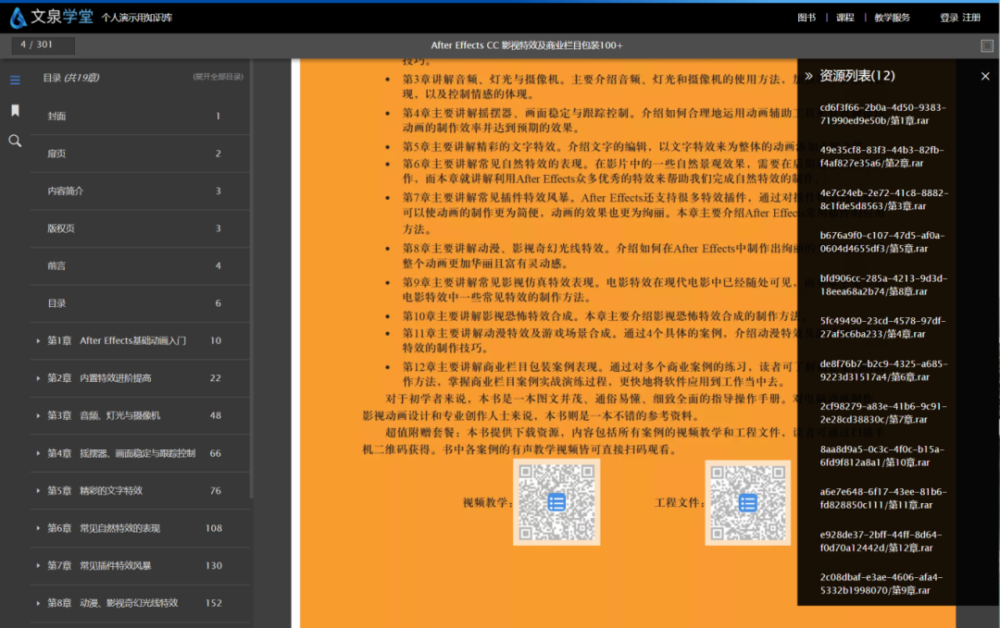 文泉学堂 个人演示用知识库
图书 | 课程 | 教学服务 登录 注册
4 / 301
After Effects CC 影视特效及商业栏目包装100+
目录 (共19章)
(展开全部目录)
封面 1
扉页 2
内容简介 3
版权页 3
前言 4
目录 6
第1章 After Effects基础动画入门 10
第2章 内置特效进阶提高 22
第3章 音频、灯光与摄像机 48
第4章 摇摆器、画面稳定与跟踪控制 66
第5章 精彩的文字特效 76
第6章 常见自然特效的表现 108
第7章 常见插件特效风暴 130
第8章 动漫、影视奇幻光线特效 152
技巧。
• 第3章讲解音频、灯光与摄像机。主要介绍音频、灯光和摄像机的使用方法，
现，以及控制情感的体现。
• 第4章主要讲解摇摆器、画面稳定与跟踪控制。介绍如何合理地运用动画辅助工
动画的制作效率并达到预期的效果。
• 第5章主要讲解精彩的文字特效。介绍文字的编辑，以文字特效来为整体的动画
• 第6章主要讲解常见自然特效的表现。在影片中的一些自然景观效果，需要在后
作，而本章就讲解利用After Effects众多优秀的特效来帮助我们完成自然特效的制作。
• 第7章主要讲解常见插件特效风暴。After Effects还支持很多特效插件，通过对
可以使动画的制作更为简便，动画的效果也更为绚丽。本章主要介绍After Effects
方法。
• 第8章主要讲解动漫、影视奇幻光线特效。介绍如何在After Effects中制作出绚丽
整个动画更加华丽且富有灵动感。
• 第9章主要讲解常见影视仿真特效表现。电影特效在现代电影中已经随处可见，
电影特效中一些常见特效的制作方法。
• 第10章主要讲解影视恐怖特效合成。本章主要介绍影视恐怖特效合成的制作方法
• 第11章主要讲解动漫特效及游戏场景合成。通过4个具体的案例，介绍动漫特效
特效的制作技巧。
• 第12章主要讲解商业栏目包装案例表现。通过对多个商业案例的练习，读者可
作方法，掌握商业栏目案例实战演练过程，更快地将软件应用到工作当中去。
对于初学者来说，本书是一本图文并茂、通俗易懂、细致全面的指导操作手册。对
影视动画设计和专业创作人士来说，本书则是一本不错的参考资料。
超值附赠套餐：本书提供下载资源，内容包括所有案例的视频教学和工程文件，读
机二维码获得。书中各案例的有声教学视频皆可直接扫码观看。
视频教学： 工程文件：
» 资源列表(12) ×
cd6f3f66-2b0a-4d50-9383-
71990ed9e50b/第1章.rar
49e35cf8-83f3-44b3-82fb-
f4af827e35a6/第2章.rar
4e7c24eb-2e72-41c8-8882-
8c1fde5d8563/第3章.rar
b676a9f0-c107-47d5-af0a-
0604d4655df3/第5章.rar
bfd906cc-285a-4213-9d3d-
18eea68a2b74/第8章.rar
5fc49490-23cd-4578-97df-
27af5c6ba233/第4章.rar
de8f76b7-b2c9-4325-a685-
9223d31517a4/第6章.rar
2cf98279-a83e-41b6-9c91-
2e28cd38830c/第7章.rar
8aa8d9a5-0c3c-4f0c-b15a-
6fd9f812a8a1/第10章.rar
a6e7e648-6f17-43ee-81b6-
fd828850c111/第11章.rar
e928de37-2bff-44ff-8d64-
f0d70a12442d/第12章.rar
2c08dbaf-e3ae-4606-afa4-
5332b1998070/第9章.rar